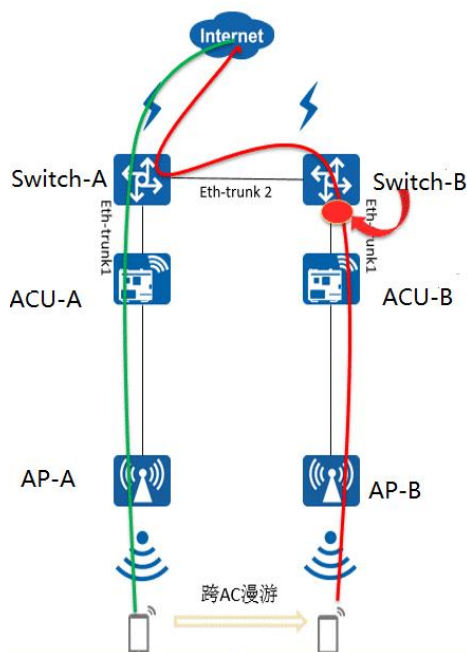 Internet
Switch-A
Eth-trunk 2
Switch-B
Eth-trunk1
Eth-trunk1
ACU-A
ACU-B
AP-A
AP-B
跨AC漫游